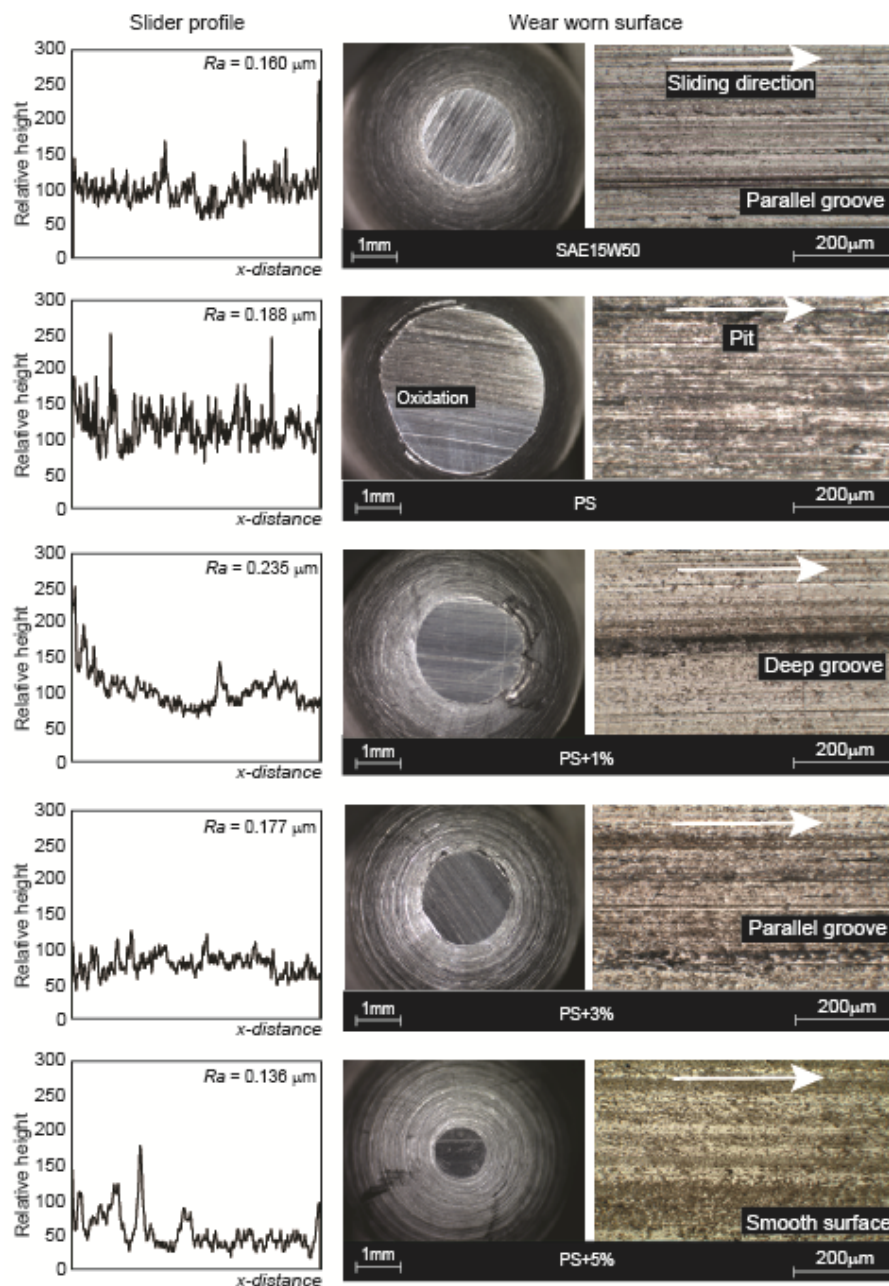 Slider profile
Wear worn surface
300
250
200
150
100
50
0
Relative height
Ra = 0.160 μm
x-distance
Sliding direction
Parallel groove
1mm
SAE15W50
200μm
300
250
200
150
100
50
0
Relative height
Ra = 0.188 μm
x-distance
Oxidation
Pit
1mm
PS
200μm
300
250
200
150
100
50
0
Relative height
Ra = 0.235 μm
x-distance
Deep groove
1mm
PS+1%
200μm
300
250
200
150
100
50
0
Relative height
Ra = 0.177 μm
x-distance
Parallel groove
1mm
PS+3%
200μm
300
250
200
150
100
50
0
Relative height
Ra = 0.136 μm
x-distance
Smooth surface
1mm
PS+5%
200μm